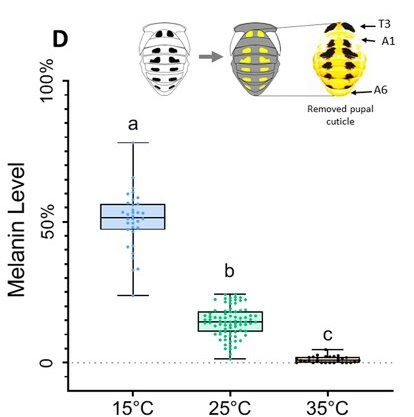 D
T3
A1
A6
Removed pupal
cuticle
100%
50%
0
Melanin Level
a
b
c
15°C
25°C
35°C